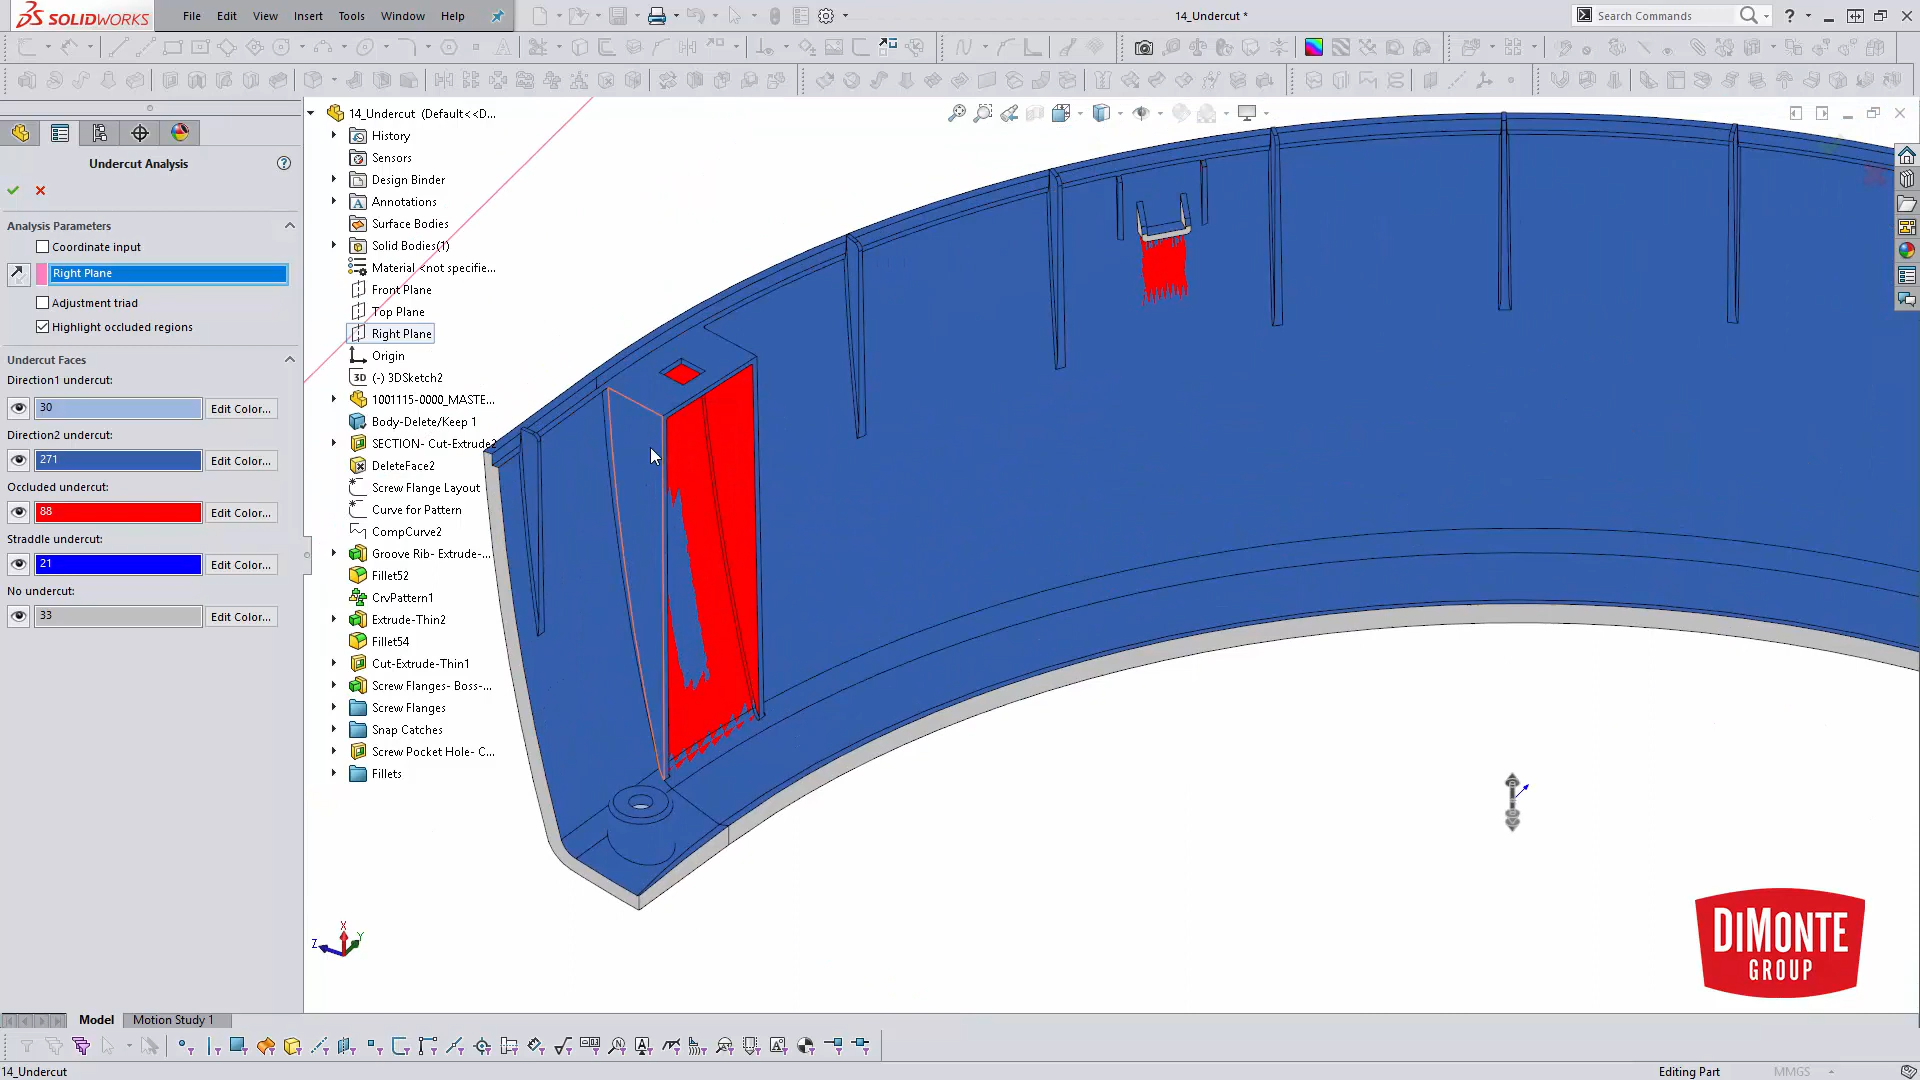 SOLIDWORKS File Edit View Insert Tools Window Help 14_Undercut * Search Commands
Undercut Analysis
Analysis Parameters
Coordinate input
Right Plane
Adjustment triad
Highlight occluded regions
Undercut Faces
Direction1 undercut:
30 Edit Color...
Direction2 undercut:
271 Edit Color...
Occluded undercut:
88 Edit Color...
Straddle undercut:
21 Edit Color...
No undercut:
33 Edit Color...
14_Undercut (Default<<D...
History
Sensors
Design Binder
Annotations
Surface Bodies
Solid Bodies(1)
Material <not specifie...
Front Plane
Top Plane
Right Plane
Origin
(-) 3DSketch2
1001115-0000_MASTE...
Body-Delete/Keep 1
SECTION- Cut-Extrude2
DeleteFace2
Screw Flange Layout
Curve for Pattern
CompCurve2
Groove Rib- Extrude-...
Fillet52
CrvPattern1
Extrude-Thin2
Fillet54
Cut-Extrude-Thin1
Screw Flanges- Boss-...
Screw Flanges
Snap Catches
Screw Pocket Hole- C...
Fillets
X
Y
Z
DIMONTE
GROUP
Model Motion Study 1
14_Undercut Editing Part MMGS